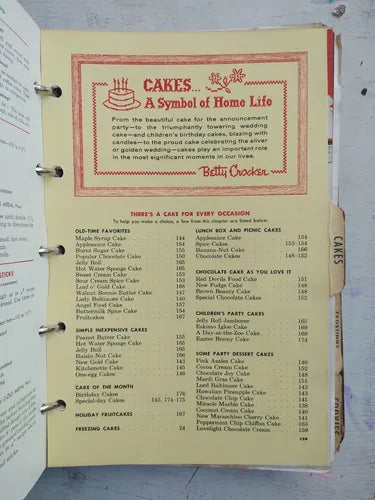 CAKES...
A Symbol of Home Life
From the beautiful cake for the announcement
party—to the triumphantly towering wedding
cake—and children's birthday cakes, blazing with
candles—to the proud cake celebrating the silver
or golden wedding—cakes play an important role
in the most significant moments in our lives.
Betty Crocker
THERE'S A CAKE FOR EVERY OCCASION
To help you make a choice, a few from this chapter are listed below.
OLD-TIME FAVORITES
Maple Syrup Cake 144
Applesauce Cake 154
Burnt Sugar Cake 155
Popular Chocolate Cake 150
Jelly Roll 165
Hot Water Sponge Cake 165
Sweet Cream Cake 153
Sour Cream Spice Cake 153
Lord o' Gold Cake 168
Walnut Bonnie Butter Cake 147
Lady Baltimore Cake 140
Angel Food Cake 157
Buttermilk Spice Cake 154
Fruitcakes 167
SIMPLE INEXPENSIVE CAKES
Peanut Butter Cake 155
Hot Water Sponge Cake 165
Jelly Roll 165
Raisin-Nut Cake 166
New Gold Cake 143
Kitchenette Cake 145
One-egg Cakes 146
CAKE OF THE MONTH
Birthday Cakes 176
Special-day Cakes 142, 174-175
HOLIDAY FRUITCAKES 167
FREEZING CAKES 24
LUNCH BOX AND PICNIC CAKES
Applesauce Cake 154
Spice Cakes 153-154
Banana Nut Cake 166
Chocolate Cakes 148-152
CHOCOLATE CAKE AS YOU LOVE IT
Red Devils Food Cake 151
New Fudge Cake 148
Brown Beauty Cake 148
Special Chocolate Cake 152
CHILDREN'S PARTY CAKES
Jelly Roll Jamboree 165
Eskimo Igloo Cake 168
A Day-at-the-Zoo Cake 169
Easter Bunny Cake 174
SOME PARTY DESSERT CAKES
Pink Azalea Cake 140
Cocoa Cream Cake 152
Chocolate Joy Cake 148
Mardi Gras Cake 151
Lord Baltimore Cake 143
Hawaiian Pineapple Cake 143
Chocolate Chip Cake 141
Miracle Marble Cake 138
Coconut Cream Cake 140
New Maraschino Cherry Cake 141
Peppermint Chip Chiffon Cake 163
Lovelight Chocolate Cream 159
139
CAKES
FROSTINGS
COOKIES